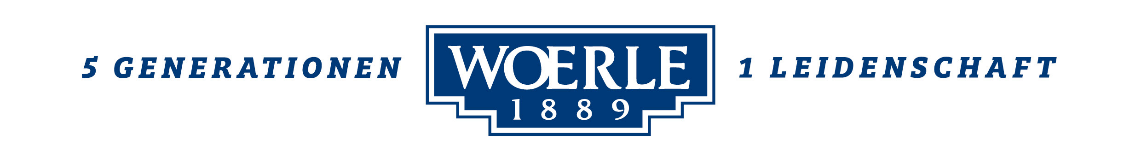 5 GENERATIONEN
WOERLE
1889
1 LEIDENSCHAFT